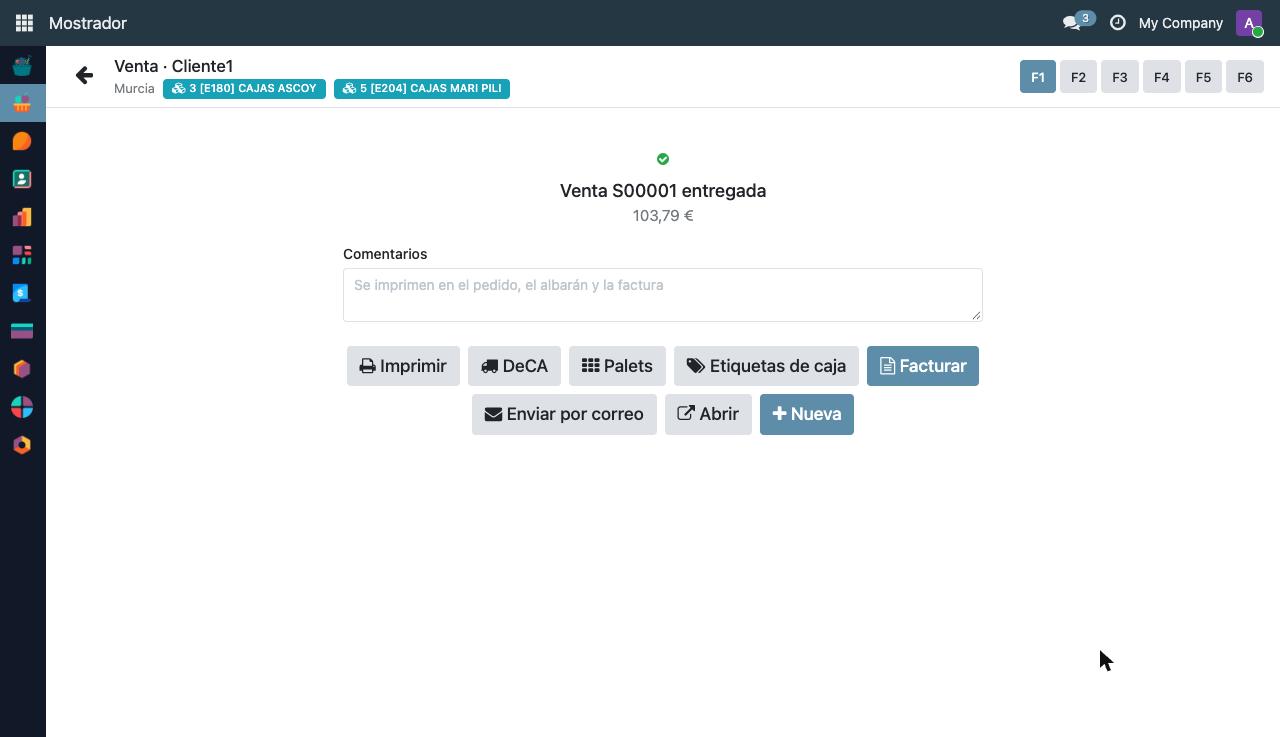 Mostrador
3
My Company
A
Venta · Cliente1
Murcia 3 [E180] CAJAS ASCOY 5 [E204] CAJAS MARI PILI
F1 F2 F3 F4 F5 F6
Venta S00001 entregada
103,79 €
Comentarios
Se imprimen en el pedido, el albarán y la factura
Imprimir DeCA Palets Etiquetas de caja Facturar
Enviar por correo Abrir Nueva